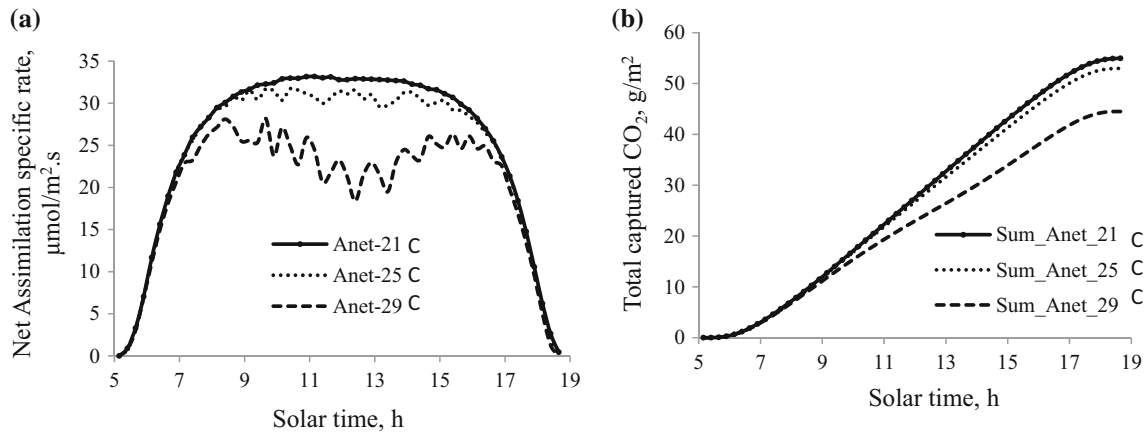 (a)
Net Assimilation specific rate,
μmol/m².s
35
30
25
20
15
10
5
0
Anet-21 C
Anet-25 C
Anet-29 C
5 7 9 11 13 15 17 19
Solar time, h
(b)
Total captured CO₂, g/m²
60
50
40
30
20
10
0
Sum_Anet_21 C
Sum_Anet_25 C
Sum_Anet_29 C
5 7 9 11 13 15 17 19
Solar time, h